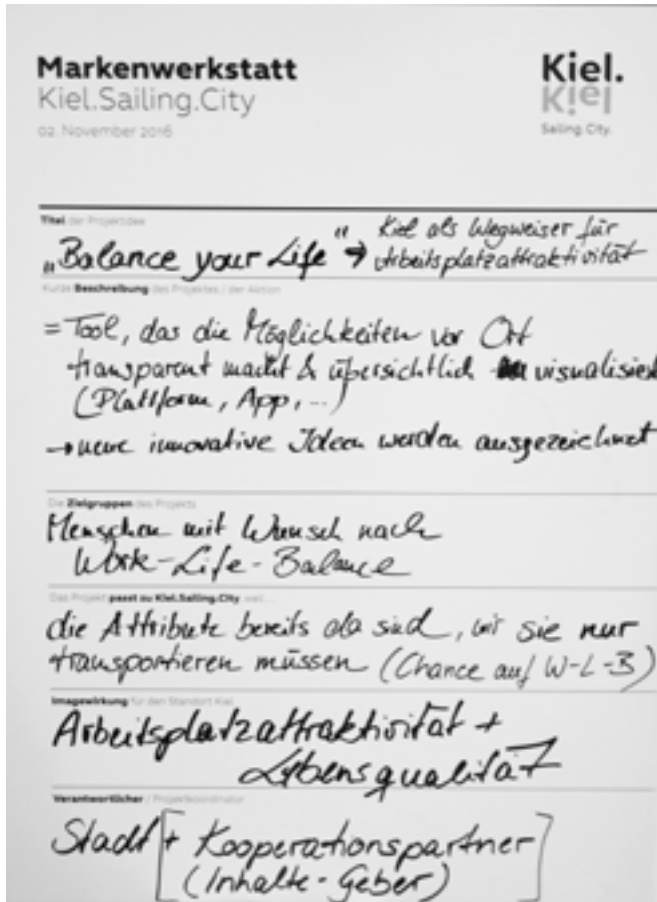 Markenwerkstatt
Kiel.Sailing.City
02. November 2016
Kiel.
Kiel
Sailing.City.
Titel der Projektidee
„Balance your Life" → Kiel als Wegweiser für
Arbeitsplatzattraktivität
Kurze Beschreibung des Projektes / der Aktion
= Tool, das die Möglichkeiten vor Ort
transparent macht & übersichtlich visualisiert
(Plattform, App, ...)
→ neue innovative Ideen werden ausgezeichnet
Die Zielgruppen des Projekts
Menschen mit Wunsch nach
Work-Life-Balance
Das Projekt passt zu Kiel.Sailing.City weil...
die Attribute bereits da sind, wir sie nur
transportieren müssen (Chance auf W-L-B)
Imagewirkung für den Standort Kiel
Arbeitsplatzattraktivität +
Lebensqualität
Verantwortlicher / Projektkoordinator
Stadt [+ Kooperationspartner
(Inhalte-Geber)]